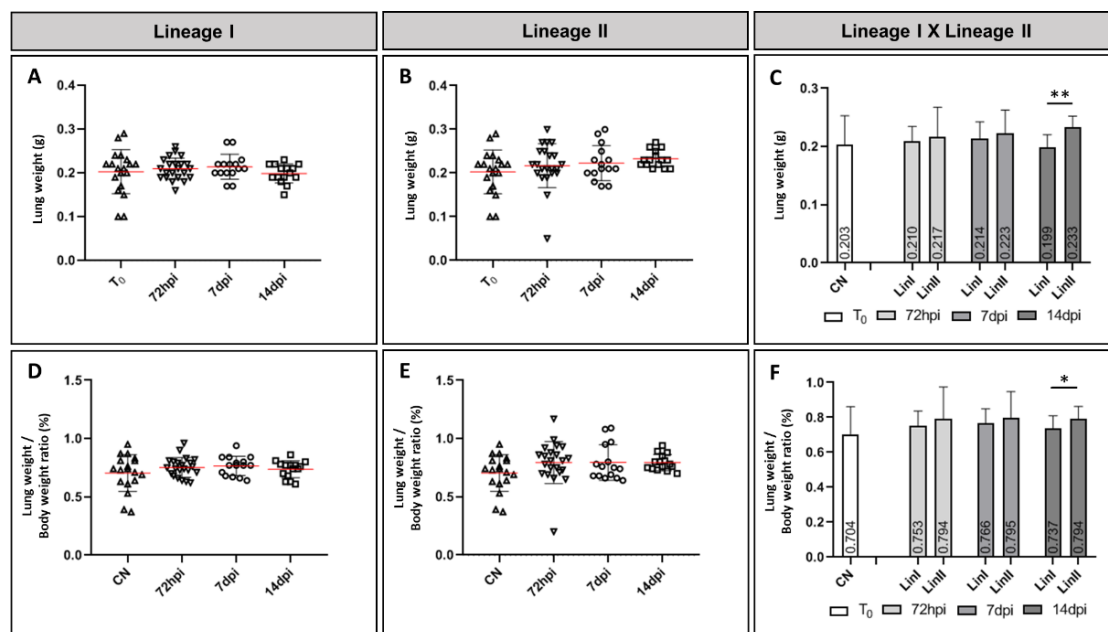 Lineage I
Lineage II
Lineage I X Lineage II
A
Lung weight (g)
0.4
0.3
0.2
0.1
0.0
T0
72hpi
7dpi
14dpi
B
Lung weight (g)
0.4
0.3
0.2
0.1
0.0
T0
72hpi
7dpi
14dpi
C
Lung weight (g)
0.3
0.2
0.1
0.0
**
0.203
0.210
0.217
0.214
0.223
0.199
0.233
CN
LinI
LinII
LinI
LinII
LinI
LinII
T0 72hpi 7dpi 14dpi
D
Lung weight /
Body weight ratio (%)
1.5
1.0
0.5
0.0
CN
72hpi
7dpi
14dpi
E
Lung weight /
Body weight ratio (%)
1.5
1.0
0.5
0.0
CN
72hpi
7dpi
14dpi
F
Lung weight /
Body weight ratio (%)
1.0
0.8
0.6
0.4
0.2
0.0
*
0.704
0.753
0.794
0.766
0.795
0.737
0.794
CN
LinI
LinII
LinI
LinII
LinI
LinII
T0 72hpi 7dpi 14dpi